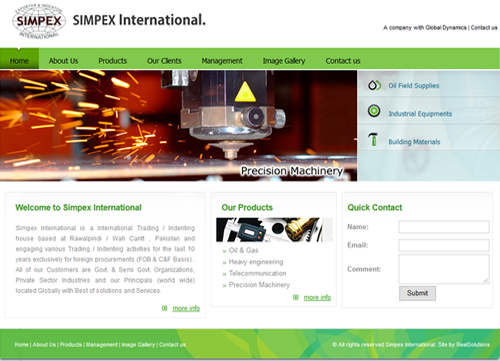 EXPORTER & INDENTER
SIMPEX
INTERNATIONAL
SIMPEX International.
A company with Global Dynamics | Contact us
Home About Us Products Our Clients Management Image Gallery Contact us
Oil Field Supplies
Industrial Equipments
Building Materials
Precision Machinery
Welcome to Simpex International
Simpex International is a International Trading / Indenting
house based at Rawalpindi / Wah Cantt , Pakistan and
engaging various Trading / Indenting activities for the last 10
years exclusively for foreign procurements (FOB & C&F Basis) .
All of our Customers are Govt. & Semi Govt. Organizations,
Private Sector Industries and our Principals (world wide)
located Globally with Best of solutions and Services.
more info
Our Products
» Oil & Gas
» Heavy engineering
» Telecommunication
» Precision Machinery
more info
Quick Contact
Name:
Email:
Comment:
Submit
Home | About Us | Products | Management | Image Gallery | Contact us
© All rights reserved Simpex International. Site by RealSolutions